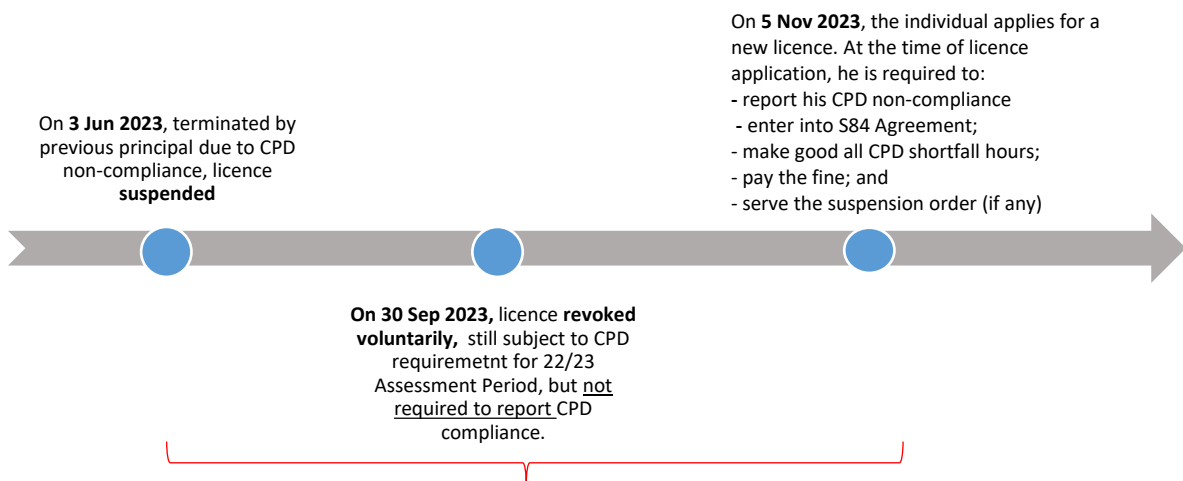 On 3 Jun 2023, terminated by
previous principal due to CPD
non-compliance, licence
suspended
On 30 Sep 2023, licence revoked
voluntarily, still subject to CPD
requiremetnt for 22/23
Assessment Period, but not
required to report CPD
compliance.
On 5 Nov 2023, the individual applies for a
new licence. At the time of licence
application, he is required to:
- report his CPD non-compliance
- enter into S84 Agreement;
- make good all CPD shortfall hours;
- pay the fine; and
- serve the suspension order (if any)